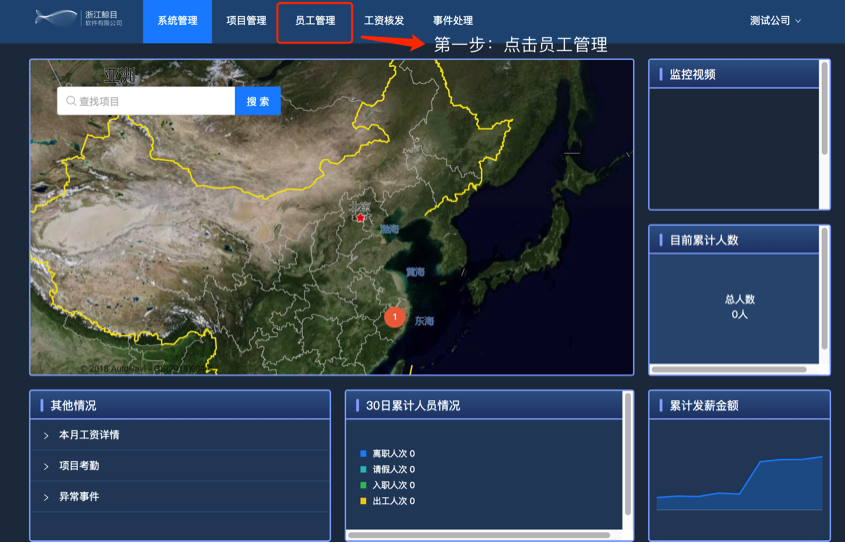 浙江鲸目
软件有限公司
系统管理
项目管理
员工管理
工资核发
事件处理
测试公司
第一步：点击员工管理
亚洲
查找项目
搜 索
北京
渤海
黄海
东海
1
© 2018 AutoNavi
监控视频
目前累计人数
总人数
0人
其他情况
本月工资详情
项目考勤
异常事件
30日累计人员情况
离职人次 0
请假人次 0
入职人次 0
出工人次 0
累计发薪金额